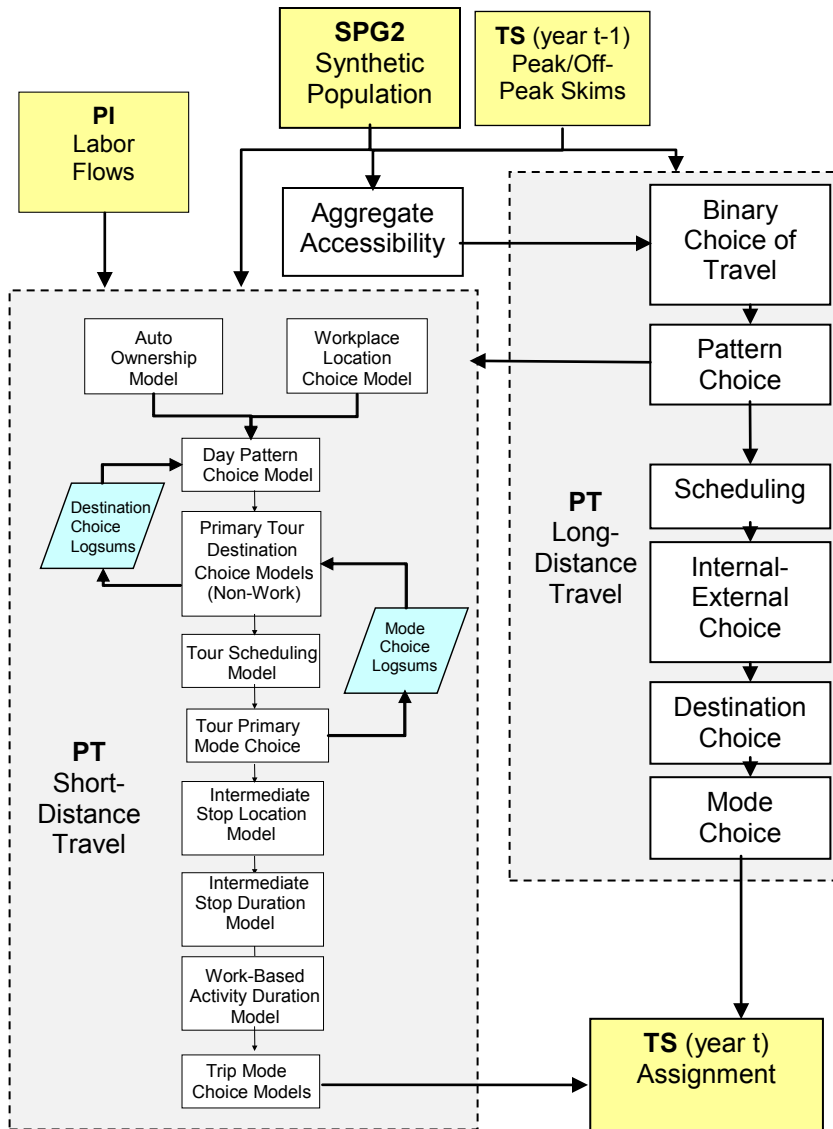 SPG2
Synthetic
Population
TS (year t-1)
Peak/Off-
Peak Skims
PI
Labor
Flows
Aggregate
Accessibility
Binary
Choice of
Travel
Pattern
Choice
Scheduling
Internal-
External
Choice
Destination
Choice
Mode
Choice
PT
Long-
Distance
Travel
Auto
Ownership
Model
Workplace
Location
Choice Model
Day Pattern
Choice Model
Destination
Choice
Logsums
Primary Tour
Destination
Choice Models
(Non-Work)
Mode
Choice
Logsums
Tour Scheduling
Model
Tour Primary
Mode Choice
PT
Short-
Distance
Travel
Intermediate
Stop Location
Model
Intermediate
Stop Duration
Model
Work-Based
Activity Duration
Model
Trip Mode
Choice Models
TS (year t)
Assignment